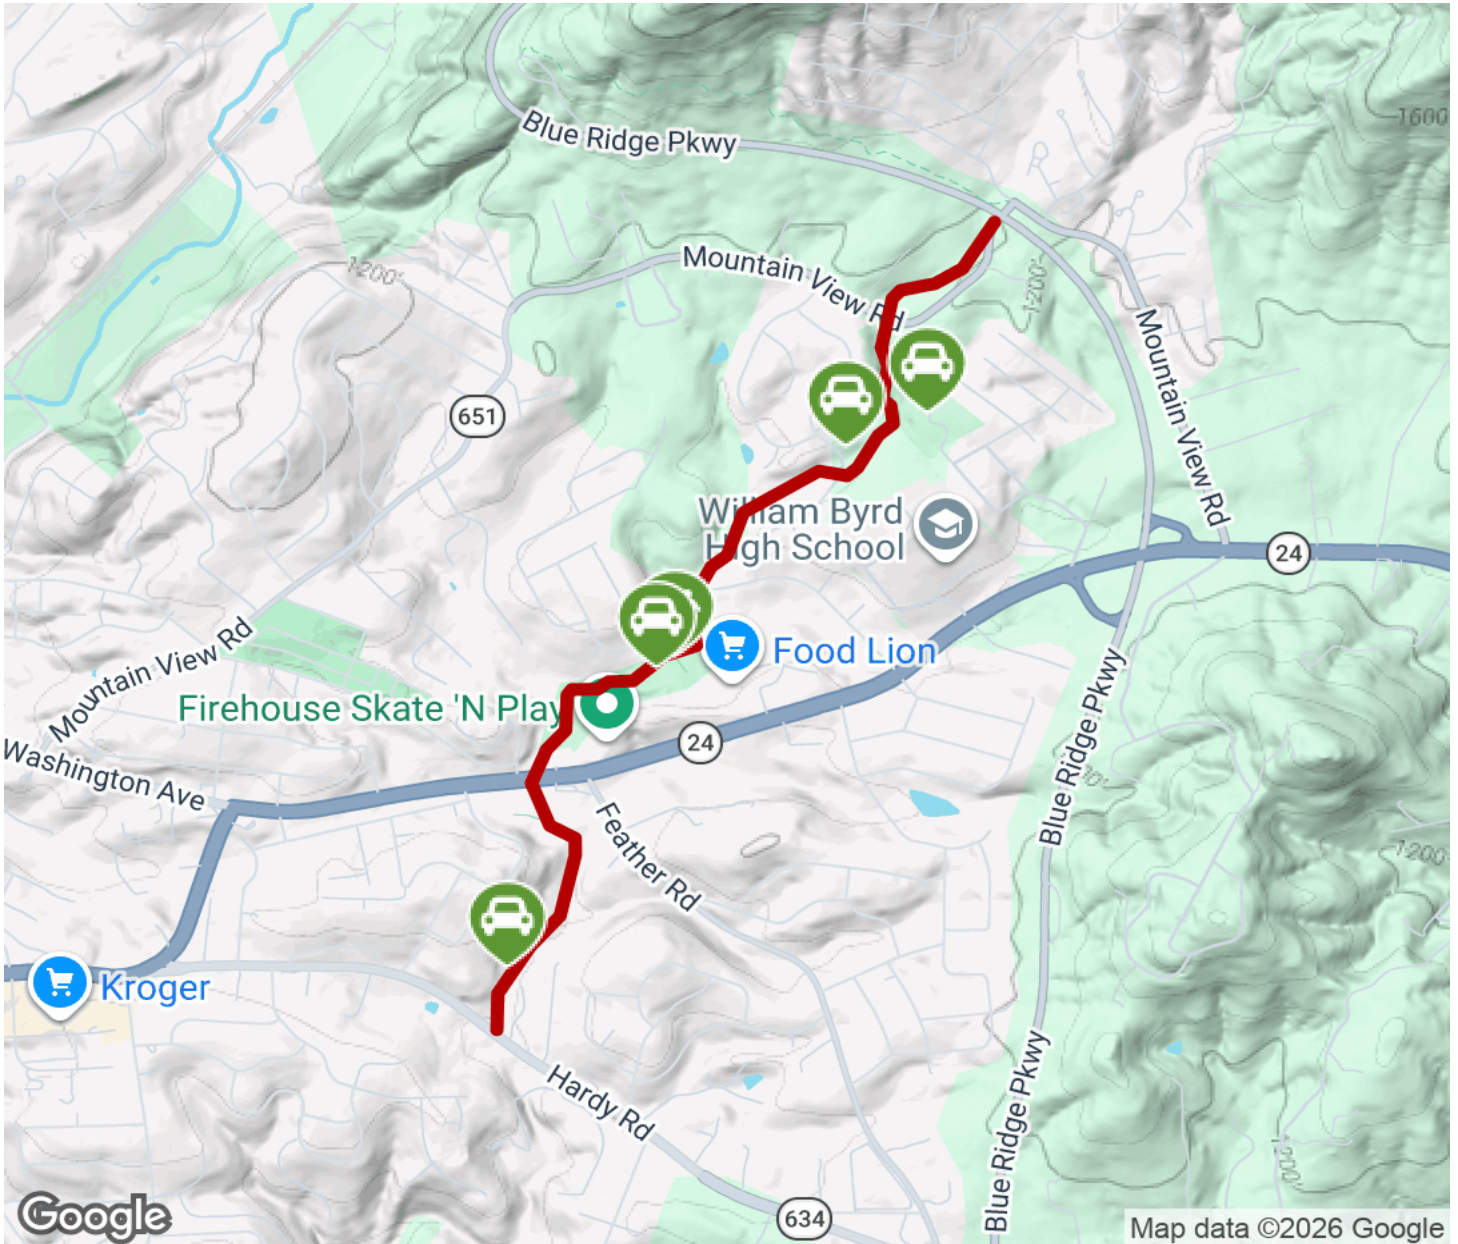 1600
Blue Ridge Pkwy
Mountain View Rd
1200'
1200'
Mountain View Rd
651
William Byrd
High School
24
Mountain View Rd
Food Lion
Firehouse Skate 'N Play
24
Washington Ave
Blue Ridge Pkwy
Feather Rd
1200
Kroger
Hardy Rd
Blue Ridge Pkwy
634
Google
Map data ©2026 Google